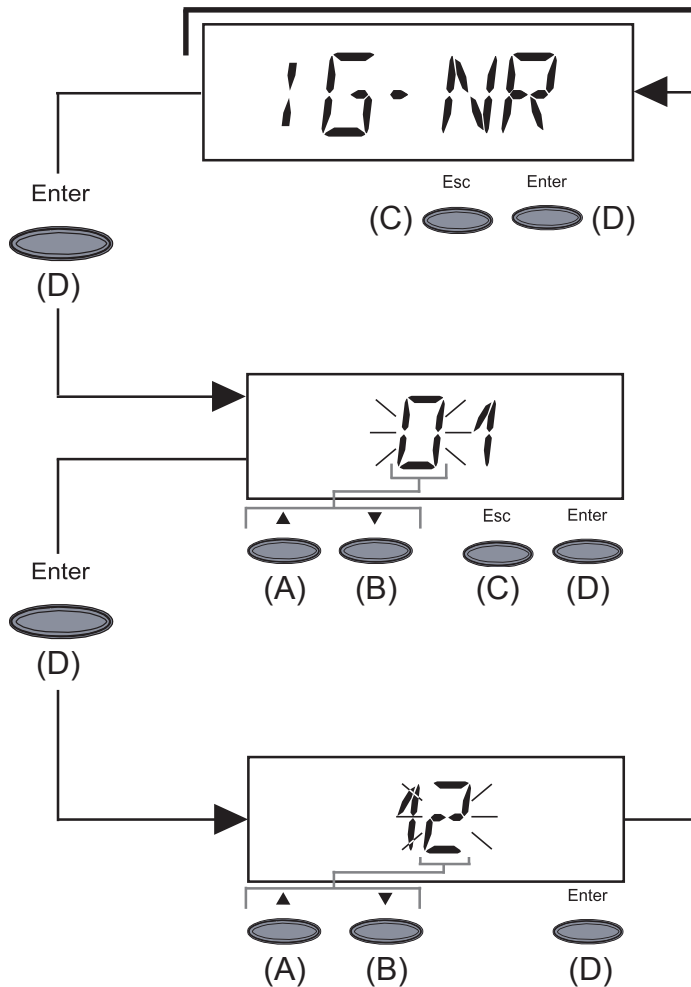 IG-NR
Esc Enter
(C) (D)
Enter
(D)
01
▲ ▼ Esc Enter
(A) (B) (C) (D)
Enter
(D)
12
▲ ▼ Enter
(A) (B) (D)